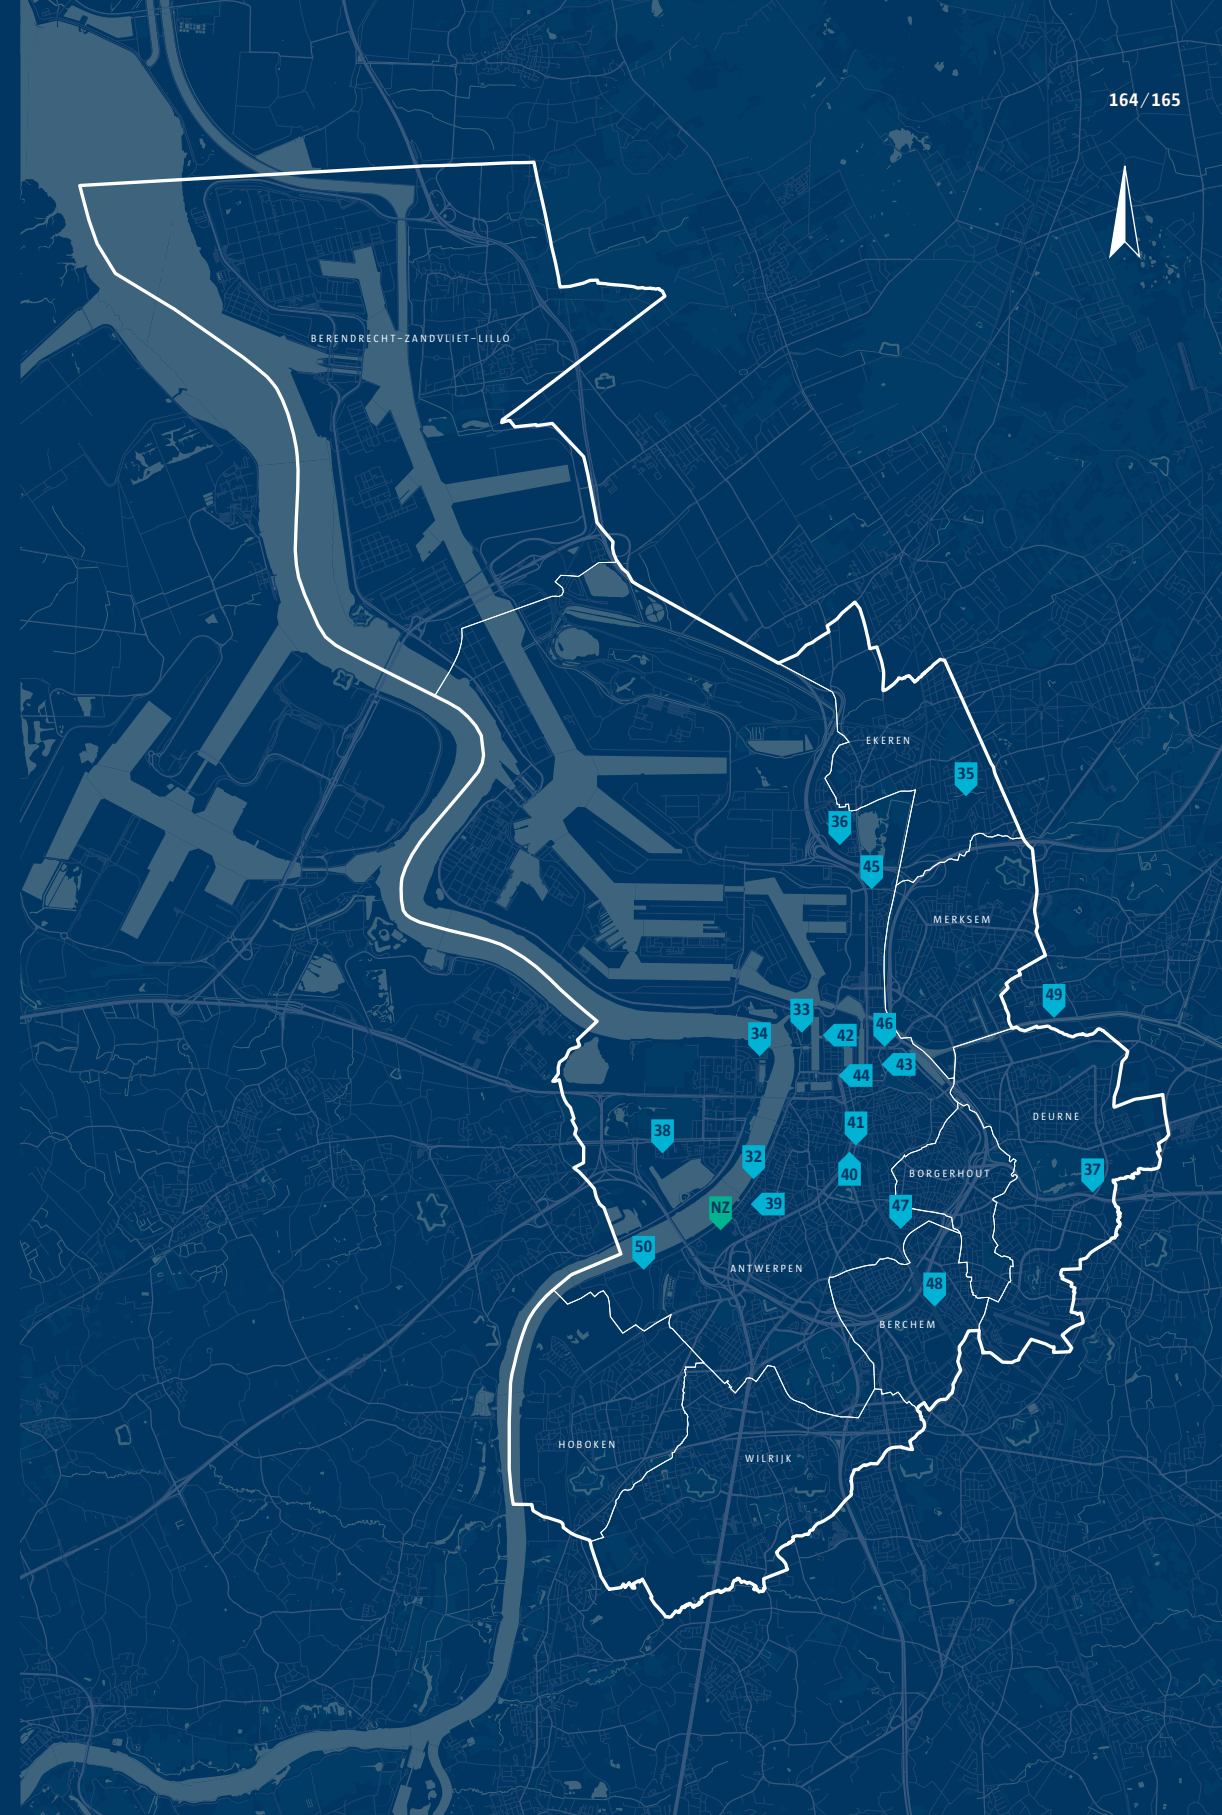 164/165
BERENDRECHT–ZANDVLIET–LILLO
EKEREN
35
36
45
MERKSEM
49
33
46
34
42
43
44
DEURNE
41
38
32
40
BORGERHOUT
37
39
NZ
47
50
ANTWERPEN
48
BERCHEM
HOBOKEN
WILRIJK